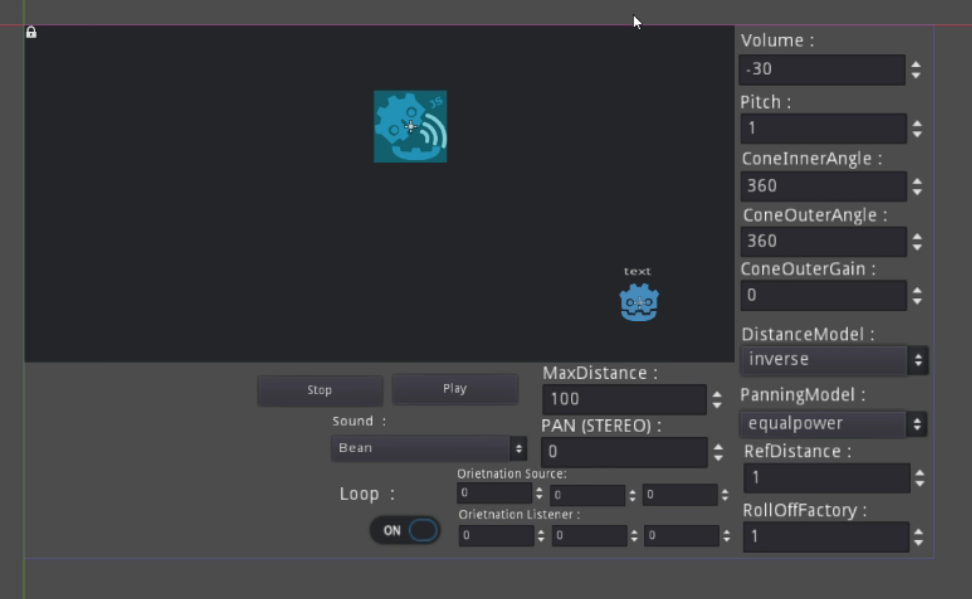 JS
text
Volume :
-30
Pitch :
1
ConeInnerAngle :
360
ConeOuterAngle :
360
ConeOuterGain :
0
DistanceModel :
inverse
PanningModel :
equalpower
RefDistance :
1
RollOffFactory :
1
Stop
Play
MaxDistance :
100
Sound :
Bean
PAN (STEREO) :
0
Loop :
ON
Orietnation Source:
0 0 0
Orietnation Listener :
0 0 0